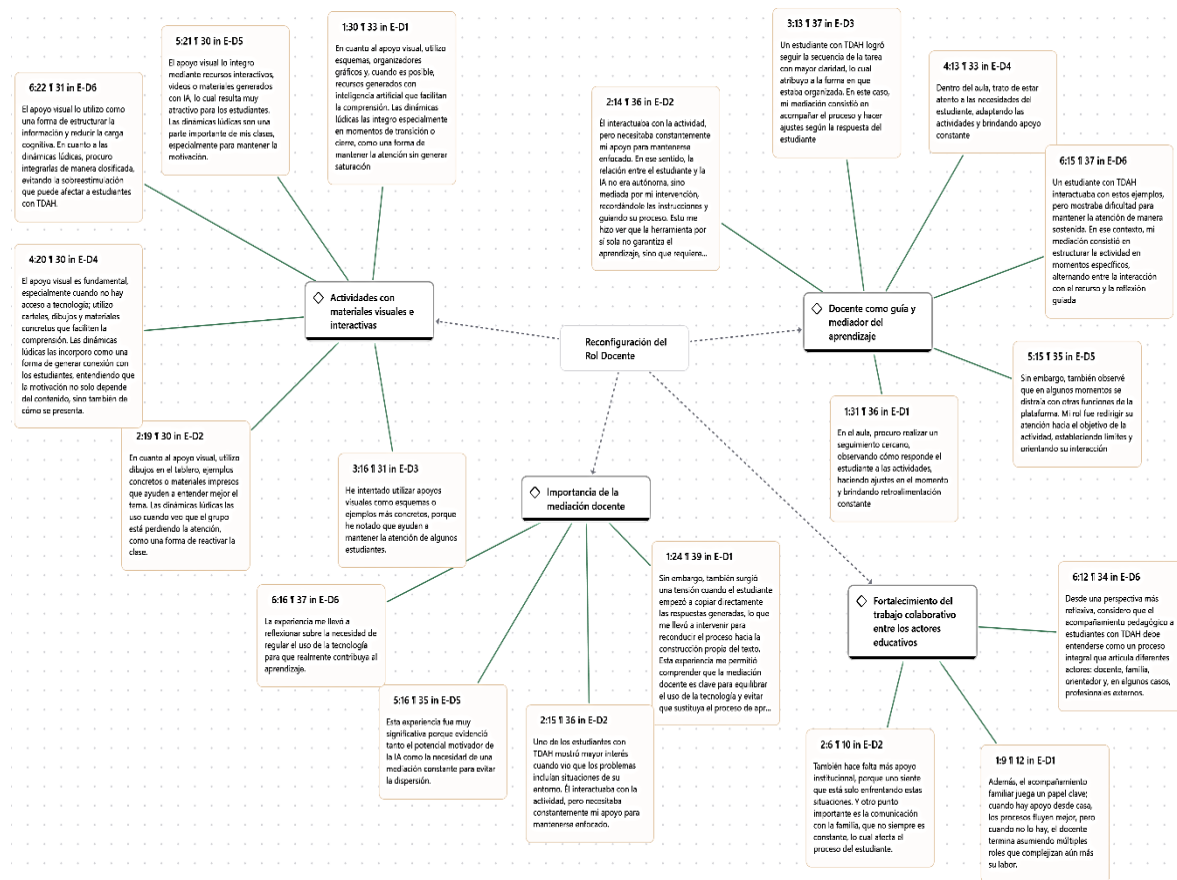 1:30 ¶ 33 in E-D1
En cuanto al apoyo visual, utilizo
esquemas, organizadores
gráficos y, cuando es posible,
recursos generados con
inteligencia artificial que facilitan
la comprensión. Las dinámicas
lúdicas las integro especialmente
en momentos de transición o
cierre, como una forma de
mantener la atención sin generar
saturación
5:21 ¶ 30 in E-D5
El apoyo visual lo integro
mediante recursos interactivos,
videos o materiales generados
con IA, lo cual resulta muy
atractivo para los estudiantes.
Las dinámicas lúdicas son una
parte importante de mis clases,
especialmente para mantener la
motivación.
6:22 ¶ 31 in E-D6
El apoyo visual lo utilizo como
una forma de estructurar la
información y reducir la carga
cognitiva. En cuanto a las
dinámicas lúdicas, procuro
integrarlas de manera dosificada,
evitando la sobreestimulación
que puede afectar a estudiantes
con TDAH.
4:20 ¶ 30 in E-D4
El apoyo visual es fundamental,
especialmente cuando no hay
acceso a tecnología; utilizo
carteles, dibujos y materiales
concretos que faciliten la
comprensión. Las dinámicas
lúdicas las incorporo como una
forma de generar conexión con
los estudiantes, entendiendo que
la motivación no solo depende
del contenido, sino también de
cómo se presenta.
2:19 ¶ 30 in E-D2
En cuanto al apoyo visual, utilizo
dibujos en el tablero, ejemplos
concretos o materiales impresos
que ayuden a entender mejor el
tema. Las dinámicas lúdicas las
uso cuando veo que el grupo
está perdiendo la atención,
como una forma de reactivar la
clase.
3:16 ¶ 31 in E-D3
He intentado utilizar apoyos
visuales como esquemas o
ejemplos más concretos, porque
he notado que ayudan a
mantener la atención de algunos
estudiantes.
Actividades con
materiales visuales e
interactivas
Reconfiguración del
Rol Docente
Docente como guía y
mediador del
aprendizaje
2:14 ¶ 36 in E-D2
Él interactuaba con la actividad,
pero necesitaba constantemente
mi apoyo para mantenerse
enfocado. En ese sentido, la
relación entre el estudiante y la
IA no era autónoma, sino
mediada por mi intervención,
recordándole las instrucciones y
guiando su proceso. Esto me
hizo ver que la herramienta por
sí sola no garantiza el
aprendizaje, sino que requiere...
3:13 ¶ 37 in E-D3
Un estudiante con TDAH logró
seguir la secuencia de la tarea
con mayor claridad, lo cual
atribuyo a la forma en que
estaba organizada. En este caso,
mi mediación consistió en
acompañar el proceso y hacer
ajustes según la respuesta del
estudiante
4:13 ¶ 33 in E-D4
Dentro del aula, trato de estar
atento a las necesidades del
estudiante, adaptando las
actividades y brindando apoyo
constante
6:15 ¶ 37 in E-D6
Un estudiante con TDAH
interactuaba con estos ejemplos,
pero mostraba dificultad para
mantener la atención de manera
sostenida. En ese contexto, mi
mediación consistió en
estructurar la actividad en
momentos específicos,
alternando entre la interacción
con el recurso y la reflexión
guiada
5:15 ¶ 35 in E-D5
Sin embargo, también observé
que en algunos momentos se
distraía con otras funciones de la
plataforma. Mi rol fue redirigir su
atención hacia el objetivo de la
actividad, estableciendo límites y
orientando su interacción
1:31 ¶ 36 in E-D1
En el aula, procuro realizar un
seguimiento cercano,
observando cómo responde el
estudiante a las actividades,
haciendo ajustes en el momento
y brindando retroalimentación
constante
Importancia de la
mediación docente
6:16 ¶ 37 in E-D6
La experiencia me llevó a
reflexionar sobre la necesidad de
regular el uso de la tecnología
para que realmente contribuya al
aprendizaje.
5:16 ¶ 35 in E-D5
Esta experiencia fue muy
significativa porque evidenció
tanto el potencial motivador de
la IA como la necesidad de una
mediación constante para evitar
la dispersión.
2:15 ¶ 36 in E-D2
Uno de los estudiantes con
TDAH mostró mayor interés
cuando vio que los problemas
incluían situaciones de su
entorno. Él interactuaba con la
actividad, pero necesitaba
constantemente mi apoyo para
mantenerse enfocado.
1:24 ¶ 39 in E-D1
Sin embargo, también surgió
una tensión cuando el estudiante
empezó a copiar directamente
las respuestas generadas, lo que
me llevó a intervenir para
reconducir el proceso hacia la
construcción propia del texto.
Esta experiencia me permitió
comprender que la mediación
docente es clave para equilibrar
el uso de la tecnología y evitar
que sustituya el proceso de apr...
Fortalecimiento del
trabajo colaborativo
entre los actores
educativos
6:12 ¶ 34 in E-D6
Desde una perspectiva más
reflexiva, considero que el
acompañamiento pedagógico a
estudiantes con TDAH debe
entenderse como un proceso
integral que articula diferentes
actores: docente, familia,
orientador y, en algunos casos,
profesionales externos.
2:6 ¶ 10 in E-D2
También hace falta más apoyo
institucional, porque uno siente
que está solo enfrentando estas
situaciones. Y otro punto
importante es la comunicación
con la familia, que no siempre es
constante, lo cual afecta el
proceso del estudiante.
1:9 ¶ 12 in E-D1
Además, el acompañamiento
familiar juega un papel clave;
cuando hay apoyo desde casa,
los procesos fluyen mejor, pero
cuando no lo hay, el docente
termina asumiendo múltiples
roles que complejizan aún más
su labor.